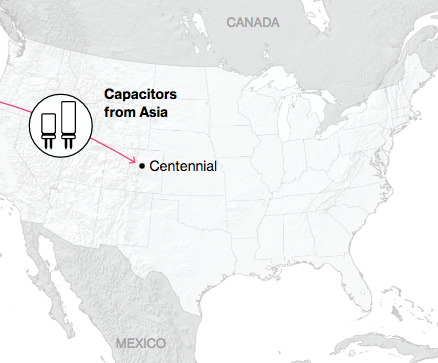 CANADA
Capacitors
from Asia
Centennial
MEXICO